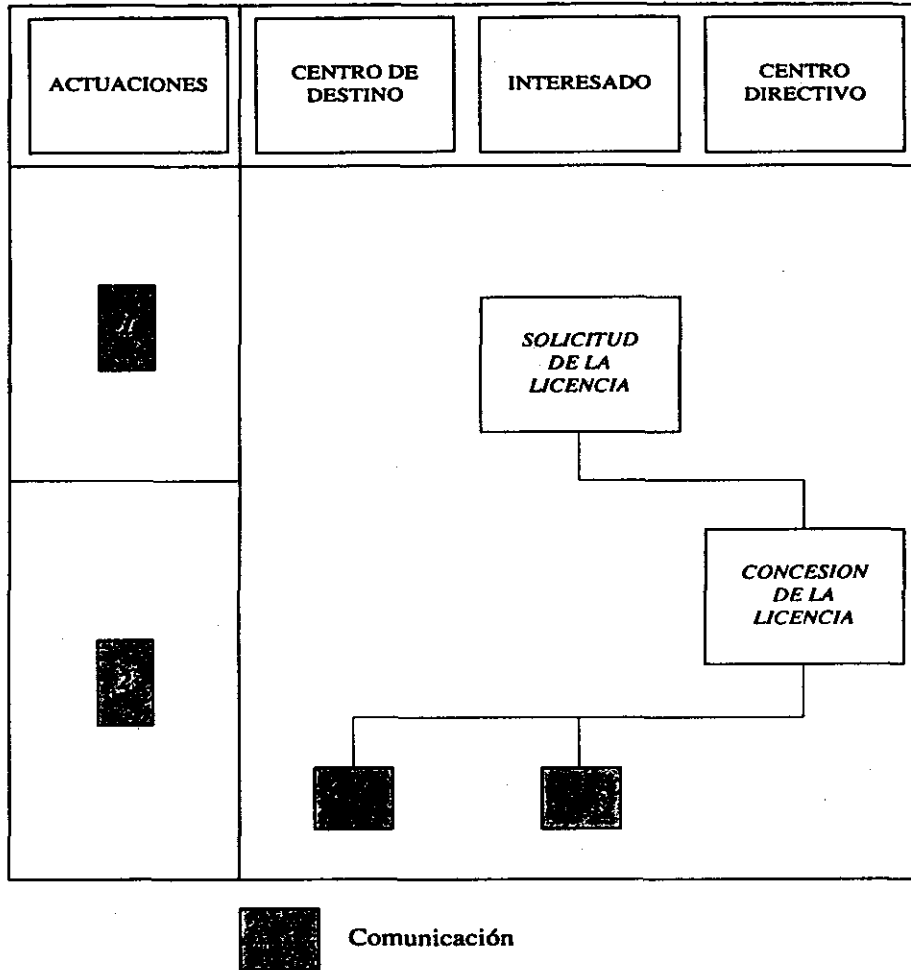 ACTUACIONES
CENTRO DE
DESTINO
INTERESADO
CENTRO
DIRECTIVO
SOLICITUD
DE LA
LICENCIA
CONCESION
DE LA
LICENCIA
Comunicación